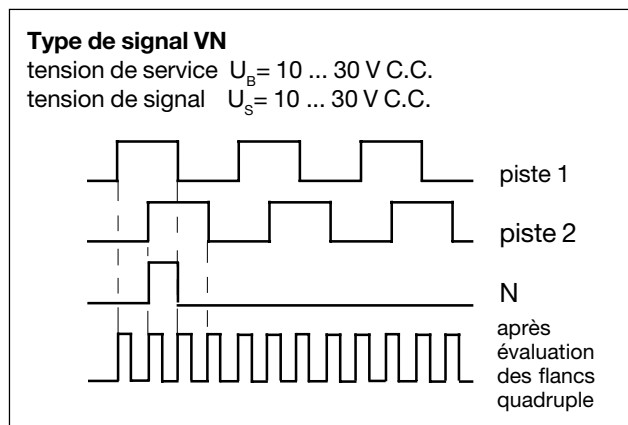 Type de signal VN
tension de service U_B= 10 ... 30 V C.C.
tension de signal U_S= 10 ... 30 V C.C.
piste 1
piste 2
N
après
évaluation
des flancs
quadruple